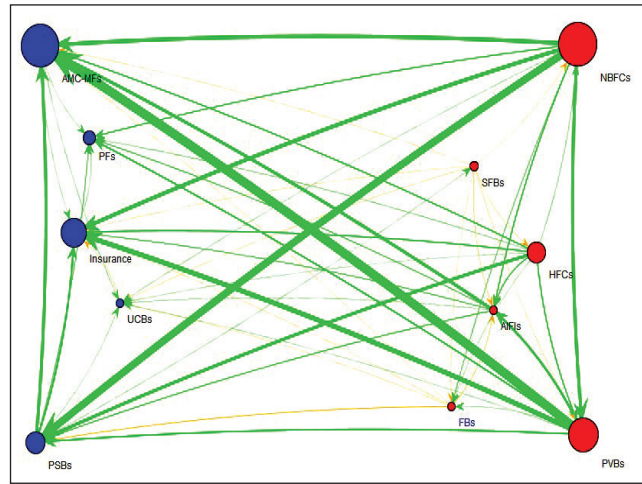 AMC-MFs
NBFCs
PFs
SFBs
Insurance
HFCs
UCBs
AIFIs
FBs
PSBs
PVBs